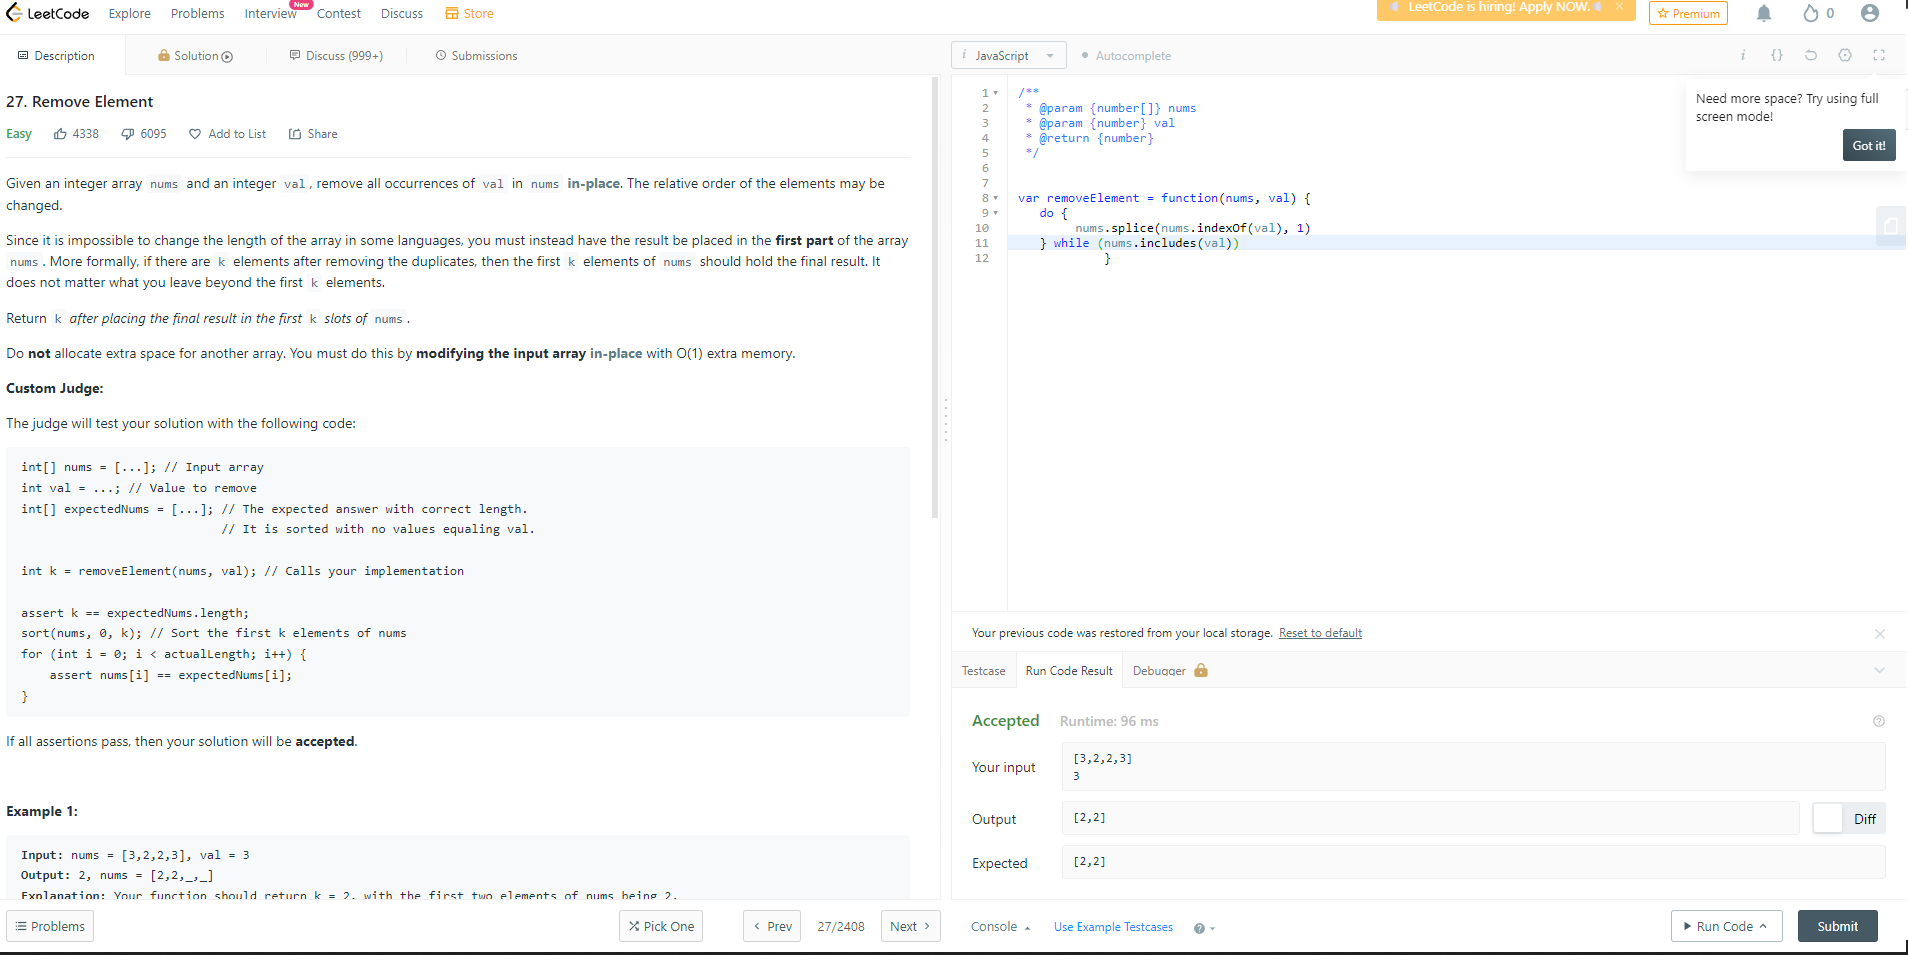 LeetCode Explore Problems Interview New Contest Discuss Store
LeetCode is hiring! Apply NOW. Premium 0
Description Solution Discuss (999+) Submissions
27. Remove Element
Easy 4338 6095 Add to List Share
Given an integer array nums and an integer val, remove all occurrences of val in nums in-place. The relative order of the elements may be
changed.
Since it is impossible to change the length of the array in some languages, you must instead have the result be placed in the first part of the array
nums. More formally, if there are k elements after removing the duplicates, then the first k elements of nums should hold the final result. It
does not matter what you leave beyond the first k elements.
Return k after placing the final result in the first k slots of nums.
Do not allocate extra space for another array. You must do this by modifying the input array in-place with O(1) extra memory.
Custom Judge:
The judge will test your solution with the following code:
int[] nums = [...]; // Input array
int val = ...; // Value to remove
int[] expectedNums = [...]; // The expected answer with correct length.
// It is sorted with no values equaling val.
int k = removeElement(nums, val); // Calls your implementation
assert k == expectedNums.length;
sort(nums, 0, k); // Sort the first k elements of nums
for (int i = 0; i < actualLength; i++) {
assert nums[i] == expectedNums[i];
}
If all assertions pass, then your solution will be accepted.
Example 1:
Input: nums = [3,2,2,3], val = 3
Output: 2, nums = [2,2,_,_]
Explanation: Your function should return k = 2, with the first two elements of nums being 2.
Problems Pick One < Prev 27/2408 Next >
i JavaScript Autocomplete i {}
Need more space? Try using full
screen mode!
Got it!
1 /**
2 * @param {number[]} nums
3 * @param {number} val
4 * @return {number}
5 */
6
7
8 var removeElement = function(nums, val) {
9 do {
10 nums.splice(nums.indexOf(val), 1)
11 } while (nums.includes(val))
12 }
Your previous code was restored from your local storage. Reset to default
Testcase Run Code Result Debugger
Accepted Runtime: 96 ms
Your input
[3,2,2,3]
3
Output [2,2] Diff
Expected [2,2]
Console Use Example Testcases Run Code Submit